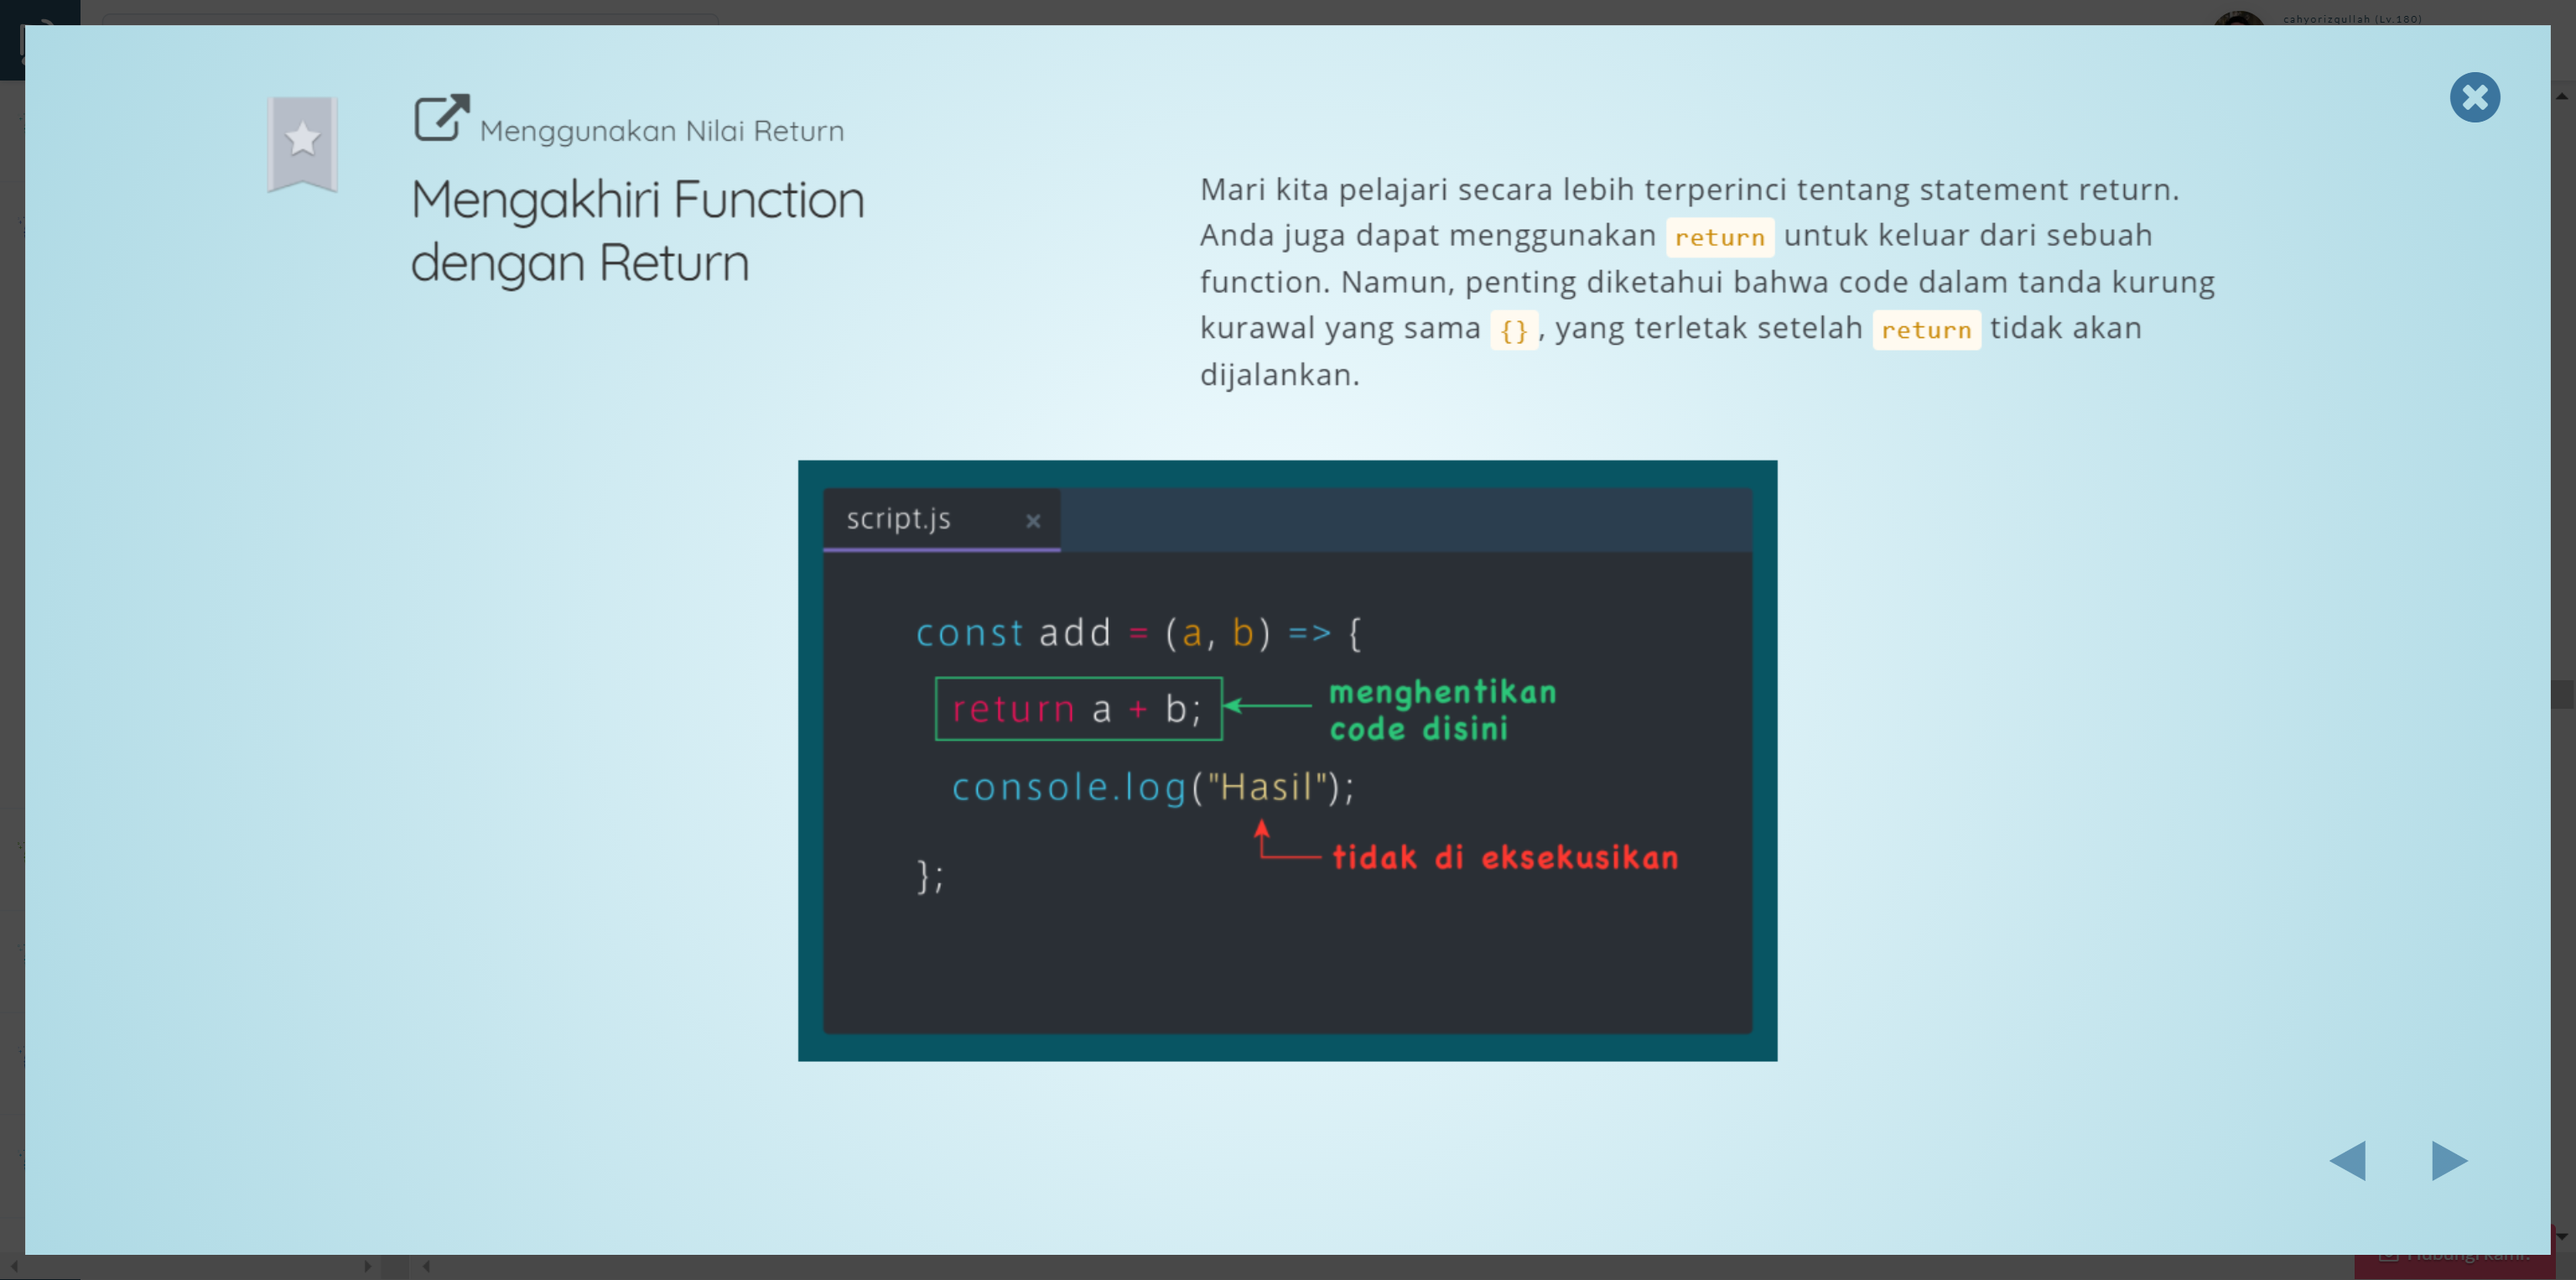 cahyorizqullah (Lv.180)
Menggunakan Nilai Return
Mengakhiri Function
dengan Return
Mari kita pelajari secara lebih terperinci tentang statement return.
Anda juga dapat menggunakan return untuk keluar dari sebuah
function. Namun, penting diketahui bahwa code dalam tanda kurung
kurawal yang sama {}, yang terletak setelah return tidak akan
dijalankan.
script.js ×
const add = (a, b) => {
return a + b;
menghentikan
code disini
console.log("Hasil");
tidak di eksekusikan
};